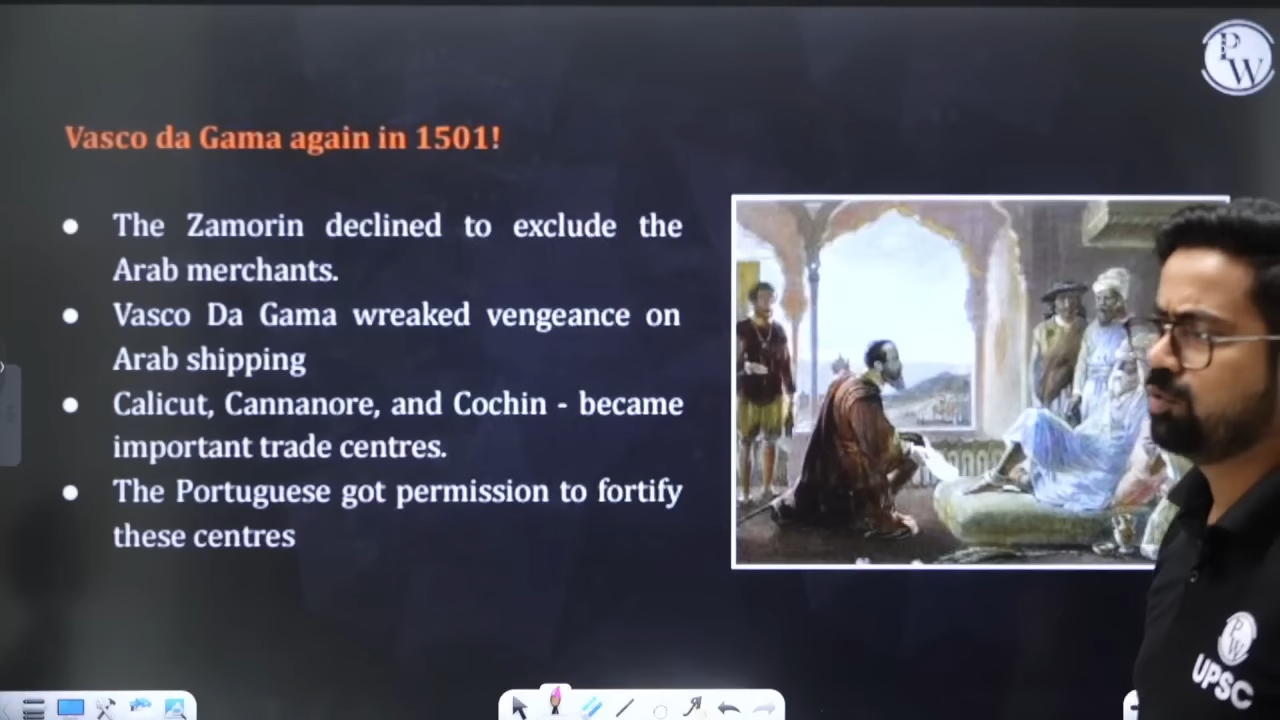 PW
Vasco da Gama again in 1501!
● The Zamorin declined to exclude the
Arab merchants.
● Vasco Da Gama wreaked vengeance on
Arab shipping
● Calicut, Cannanore, and Cochin - became
important trade centres.
● The Portuguese got permission to fortify
these centres
PW
UPSC